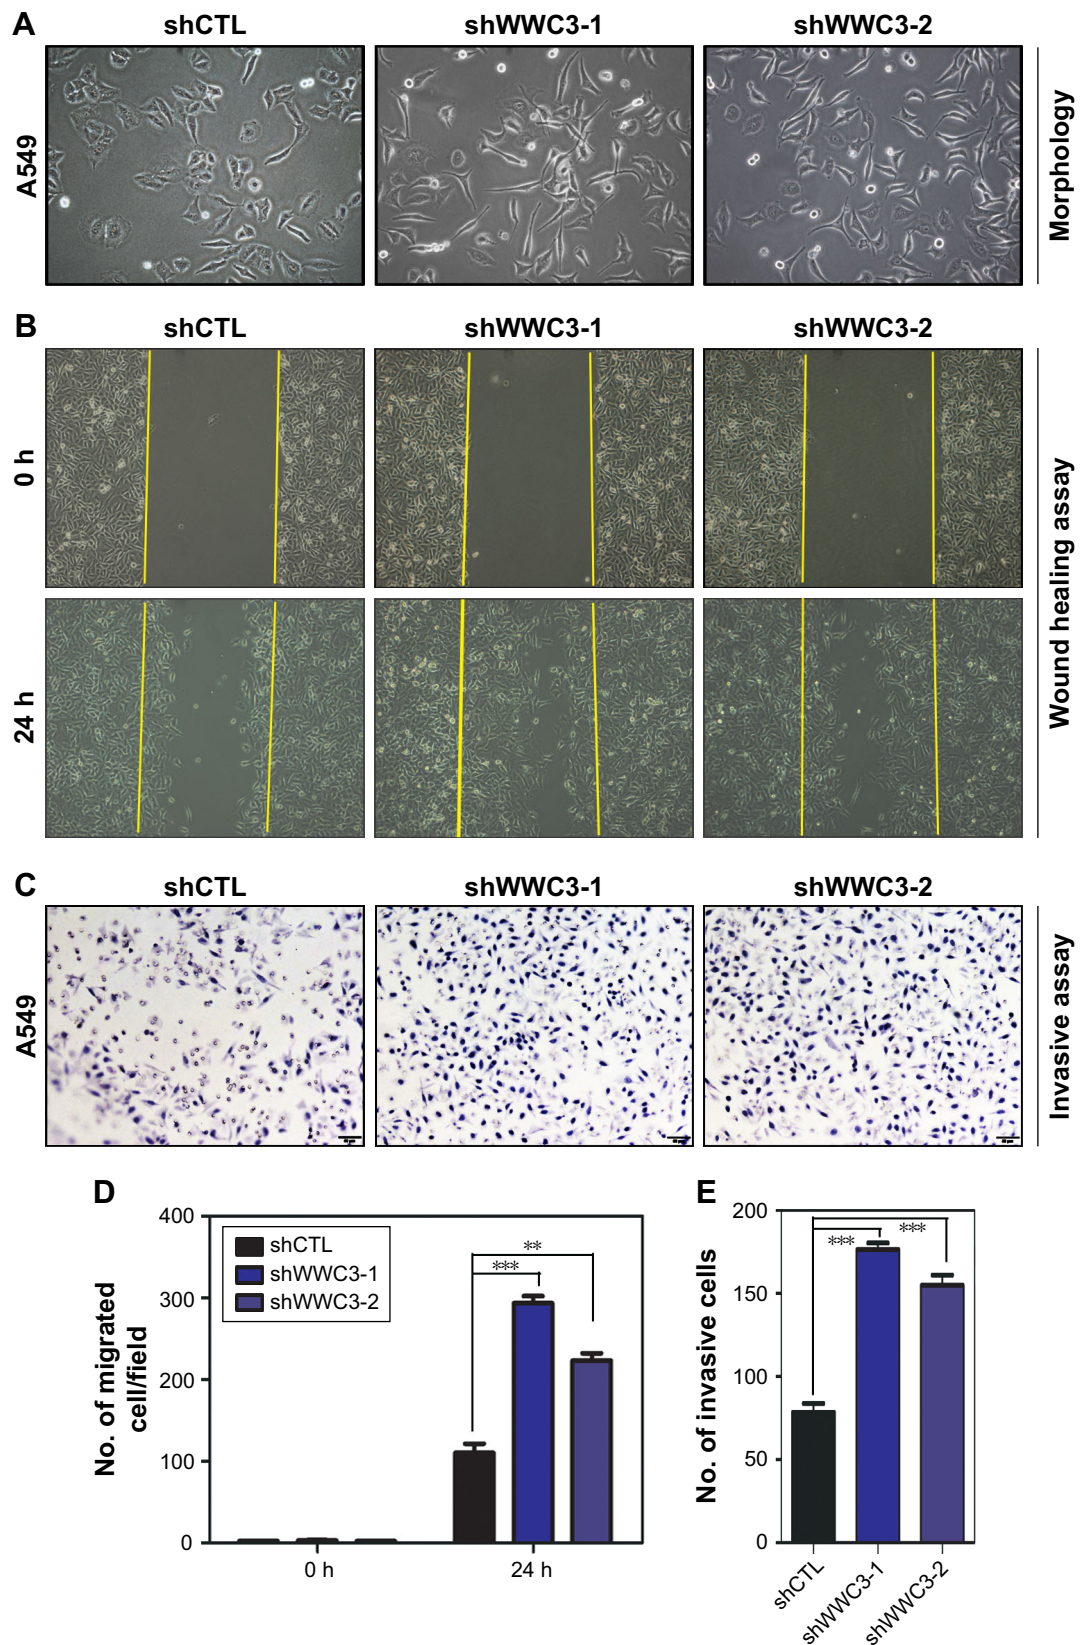 A
shCTL
shWWC3-1
shWWC3-2
A549
Morphology
B
shCTL
shWWC3-1
shWWC3-2
0 h
24 h
Wound healing assay
C
shCTL
shWWC3-1
shWWC3-2
A549
Invasive assay
D
No. of migrated
cell/field
400
300
200
100
0
shCTL
shWWC3-1
shWWC3-2
**
***
0 h
24 h
E
No. of invasive cells
200
150
100
50
0
***
***
shCTL
shWWC3-1
shWWC3-2